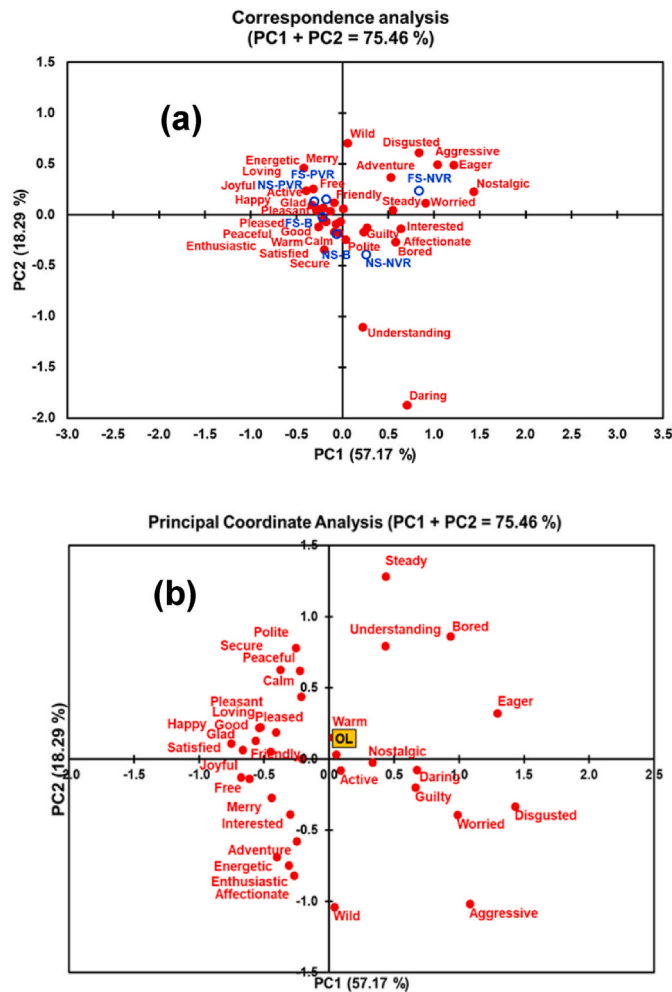 Correspondence analysis
(PC1 + PC2 = 75.46 %)
(a)
1.5
1.0
0.5
0.0
-0.5
-1.0
-1.5
-2.0
PC2 (18.29 %)
Wild
Disgusted
Energetic Merry
Aggressive
Loving FS-PVR
Adventure
Eager
Joyful NS-PVR Free
FS-NVR
Nostalgic
Active
Happy Glad Friendly
Steady Worried
Pleasant
Pleased FS-B Guilty Interested
Peaceful Good
Affectionate
Enthusiastic Warm Calm Polite
Bored
Satisfied NS-B
NS-NVR
Secure
Understanding
Daring
-3.0 -2.5 -2.0 -1.5 -1.0 -0.5 0.0 0.5 1.0 1.5 2.0 2.5 3.0 3.5
PC1 (57.17 %)
Principal Coordinate Analysis (PC1 + PC2 = 75.46 %)
(b)
1.5
1.0
0.5
0.0
-0.5
-1.0
-1.5
PC2 (18.29 %)
Steady
Polite
Understanding Bored
Secure
Peaceful
Calm
Eager
Pleasant
Loving Pleased
Warm
Happy Good
Glad
OL
Satisfied Friendly
Nostalgic
Joyful
Active Daring
Free
Guilty
Merry
Disgusted
Interested
Worried
Adventure
Energetic
Enthusiastic
Affectionate
Wild
Aggressive
-2.0 -1.5 -1.0 -0.5 0.0 0.5 1.0 1.5 2.0 2.5
PC1 (57.17 %)